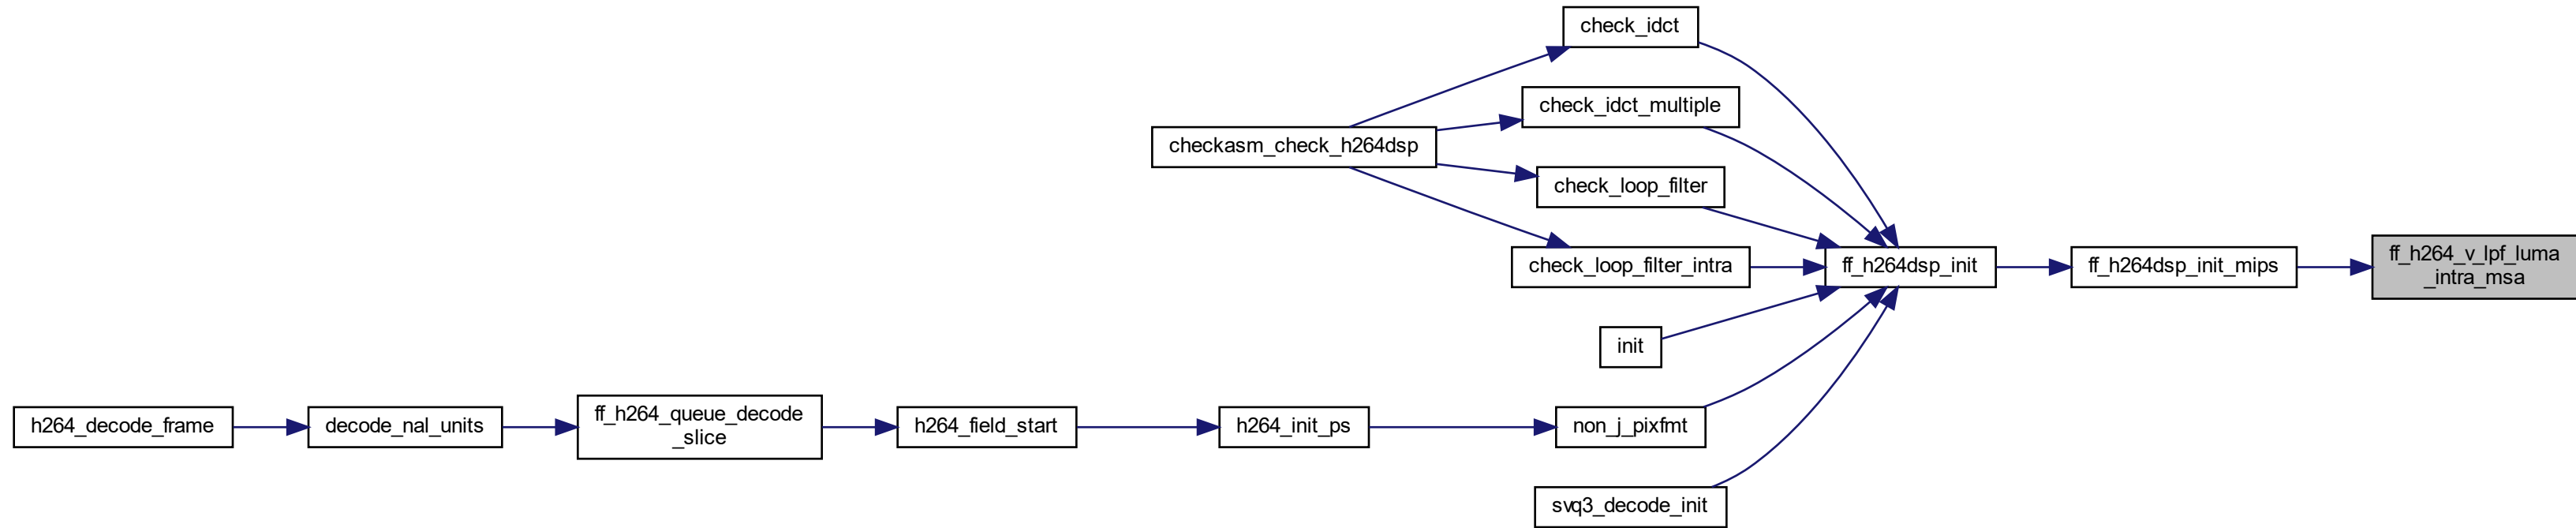 check_idct
check_idct_multiple
checkasm_check_h264dsp
check_loop_filter
check_loop_filter_intra
ff_h264dsp_init
ff_h264dsp_init_mips
ff_h264_v_lpf_luma
_intra_msa
init
h264_decode_frame
decode_nal_units
ff_h264_queue_decode
_slice
h264_field_start
h264_init_ps
non_j_pixfmt
svq3_decode_init